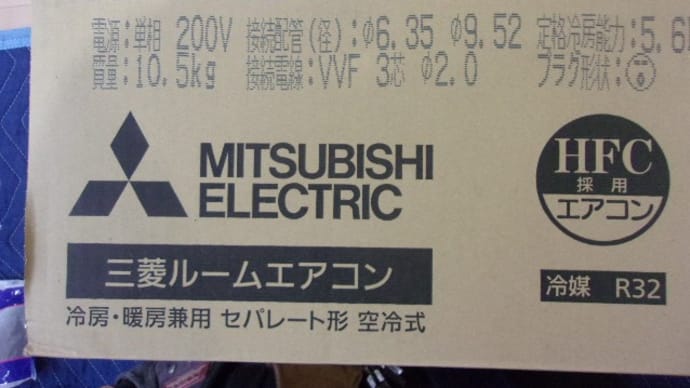 電源:単相 200V 接続配管(径):φ6.35 φ9.52 定格冷房能力:5.6
質量:10.5kg 接続電線:VVF 3芯 φ2.0 プラグ形状:
MITSUBISHI
ELECTRIC
HFC
採用
エアコン
三菱ルームエアコン
冷媒 R32
冷房・暖房兼用 セパレート形 空冷式